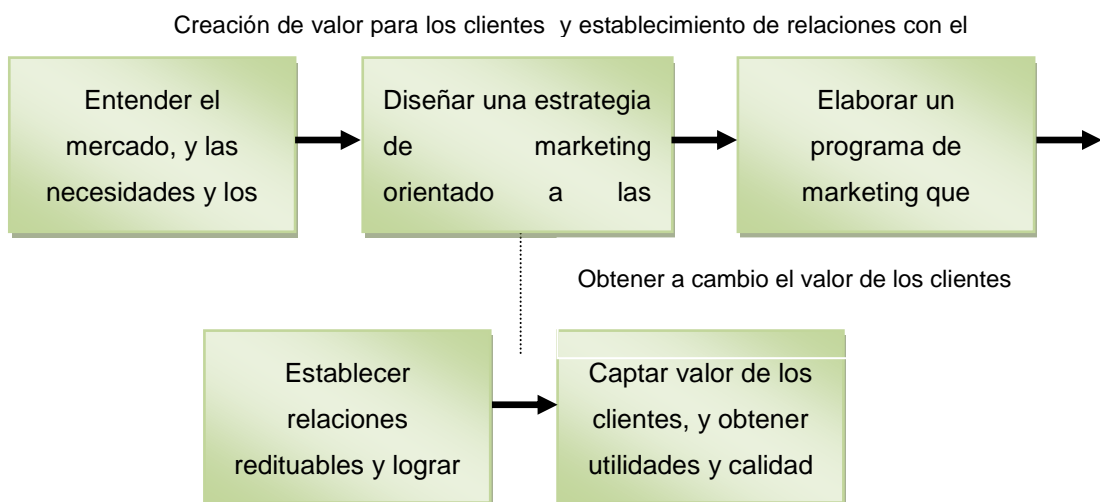 Creación de valor para los clientes y establecimiento de relaciones con el
Entender el
mercado, y las
necesidades y los
Diseñar una estrategia
de marketing
orientado a las
Elaborar un
programa de
marketing que
Obtener a cambio el valor de los clientes
Establecer
relaciones
redituables y lograr
Captar valor de los
clientes, y obtener
utilidades y calidad